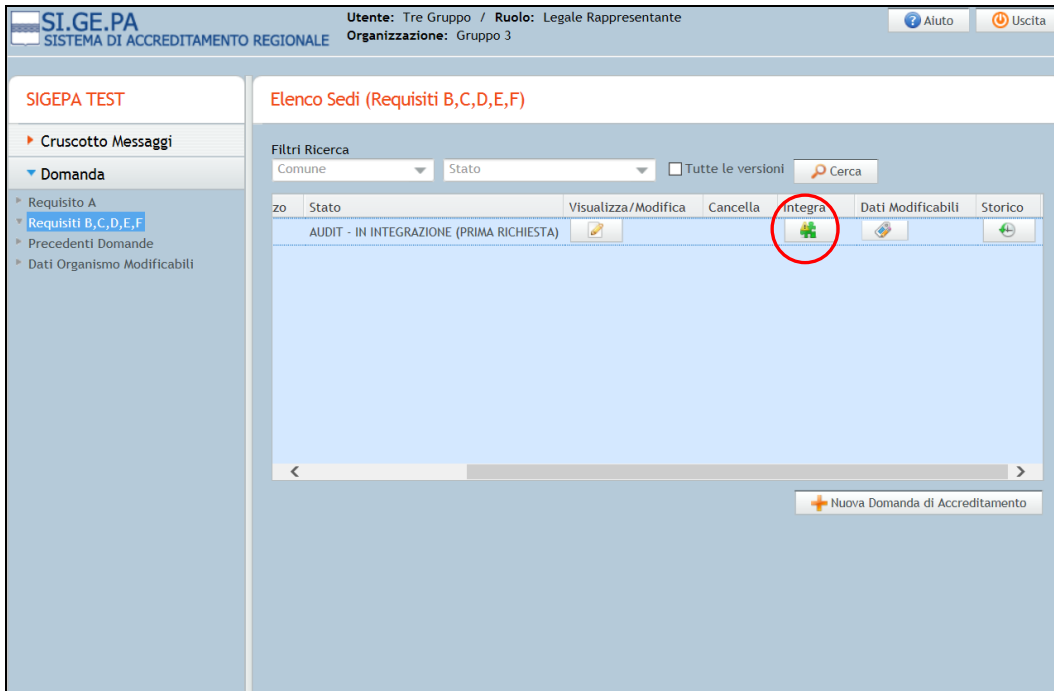 SI.GE.PA
SISTEMA DI ACCREDITAMENTO REGIONALE
Utente: Tre Gruppo / Ruolo: Legale Rappresentante
Organizzazione: Gruppo 3
Aiuto
Uscita
SIGEPA TEST
Cruscotto Messaggi
Domanda
Requisito A
Requisiti B,C,D,E,F
Precedenti Domande
Dati Organismo Modificabili
Elenco Sedi (Requisiti B,C,D,E,F)
Filtri Ricerca
Comune Stato Tutte le versioni Cerca
zo Stato Visualizza/Modifica Cancella Integra Dati Modificabili Storico
AUDIT - IN INTEGRAZIONE (PRIMA RICHIESTA)
Nuova Domanda di Accreditamento